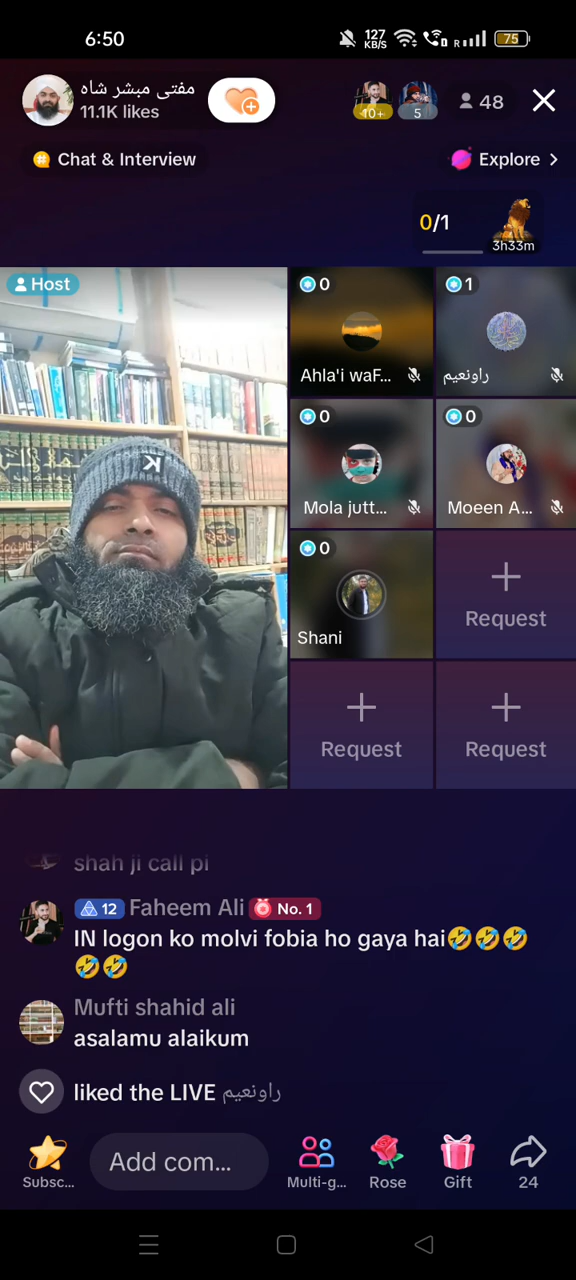 6:50
127
KB/S
R
75
مفتی مبشر شاہ
11.1K likes
10+
5
48
Chat & Interview
Explore
0/1
3h33m
Host
0
1
Ahla'i waF...
راونعیم
K
0
0
Mola jutt...
Moeen A...
0
Shani
Request
Request
Request
shah ji call pi
12 Faheem Ali No. 1
IN logon ko molvi fobia ho gaya hai🤣🤣🤣
🤣🤣
Mufti shahid ali
asalamu alaikum
liked the LIVE راونعیم
Subsc...
Add com...
Multi-g...
Rose
Gift
24